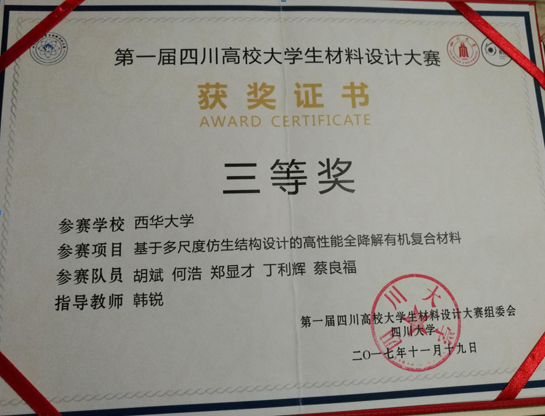 第一届四川高校大学生材料设计大赛
获奖证书
AWARD CERTIFICATE
三等奖
参赛学校 西华大学
参赛项目 基于多尺度仿生结构设计的高性能全降解有机复合材料
参赛队员 胡斌 何浩 郑显才 丁利辉 蔡良福
指导教师 韩锐
第一届四川高校大学生材料设计大赛组委会
四川大学
二〇一七年十一月十九日
四川大学